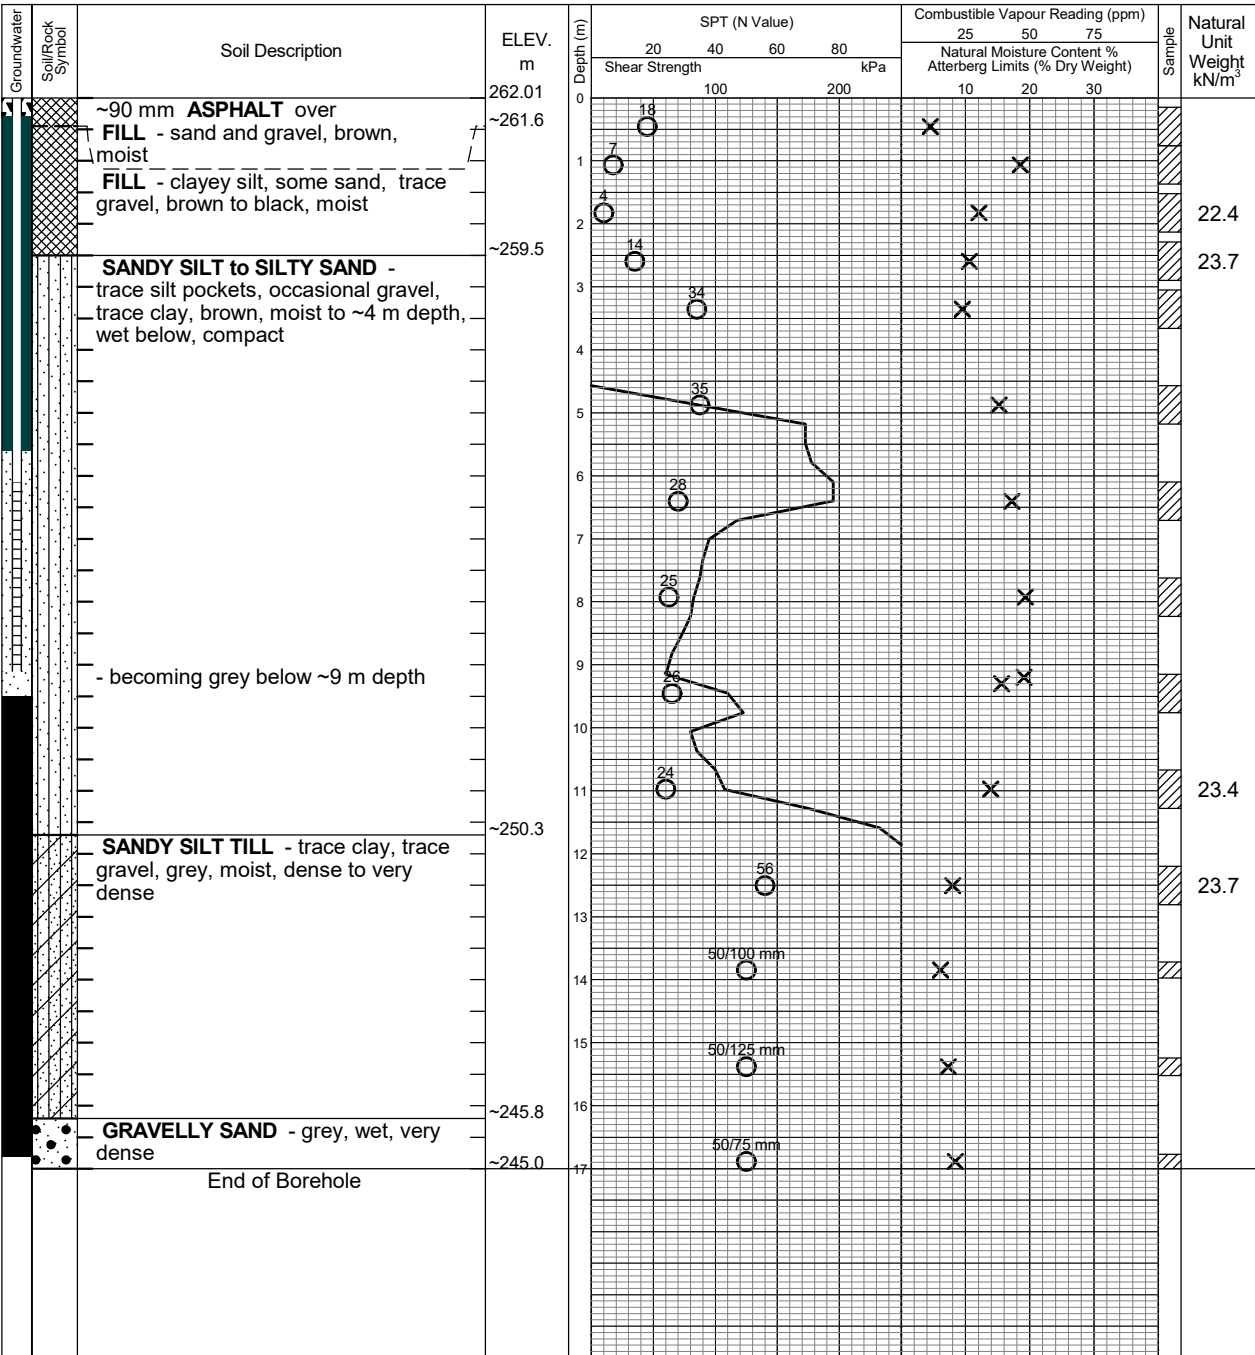 Groundwater
Soil/Rock
Symbol
Soil Description
ELEV.
m
Depth (m)
SPT (N Value)
20 40 60 80
Shear Strength kPa
100 200
Combustible Vapour Reading (ppm)
25 50 75
Natural Moisture Content %
Atterberg Limits (% Dry Weight)
10 20 30
Sample
Natural
Unit
Weight
kN/m³
262.01
0
~90 mm ASPHALT over
~261.6
18
FILL - sand and gravel, brown,
moist
7
1
FILL - clayey silt, some sand, trace
gravel, brown to black, moist
4
2
22.4
~259.5
14
23.7
SANDY SILT to SILTY SAND -
trace silt pockets, occasional gravel,
trace clay, brown, moist to ~4 m depth,
wet below, compact
3
34
4
35
5
6
28
7
25
8
9
- becoming grey below ~9 m depth
26
10
24
11
23.4
~250.3
SANDY SILT TILL - trace clay, trace
gravel, grey, moist, dense to very
dense
12
56
23.7
13
50/100 mm
14
15
50/125 mm
16
~245.8
GRAVELLY SAND - grey, wet, very
dense
50/75 mm
~245.0
17
End of Borehole